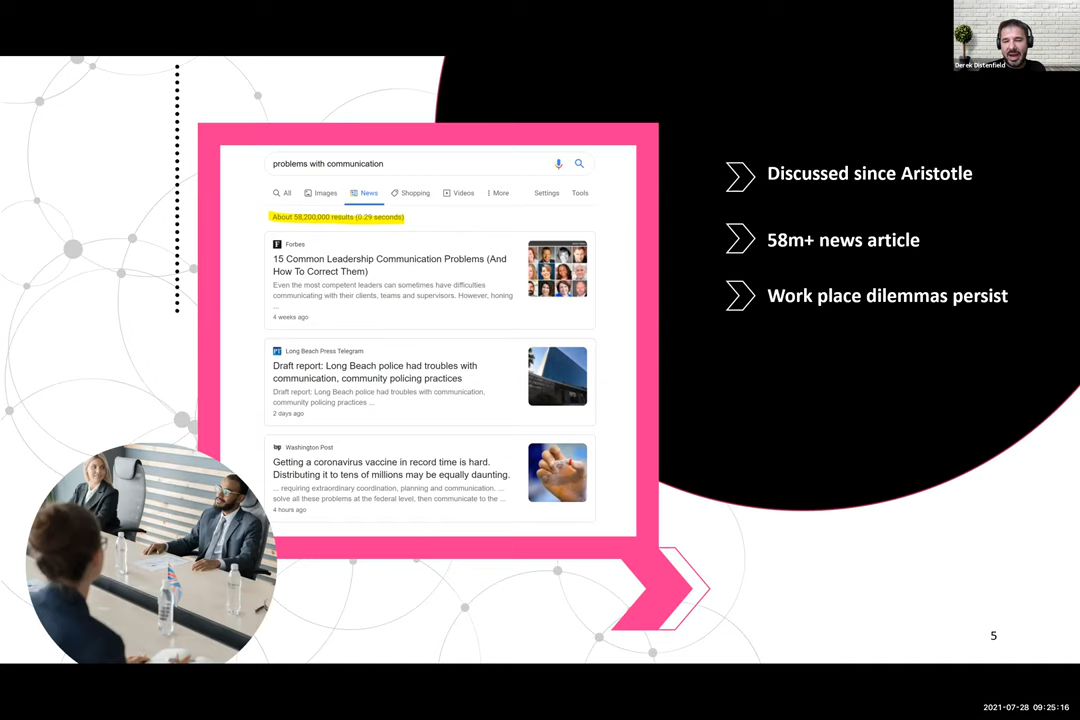 Derek Distenfield
problems with communication
All Images News Shopping Videos More Settings Tools
About 58,200,000 results (0.29 seconds)
Forbes
15 Common Leadership Communication Problems (And
How To Correct Them)
Even the most competent leaders can sometimes have difficulties
communicating with their clients, teams and supervisors. However, honing
...
4 weeks ago
Long Beach Press Telegram
Draft report: Long Beach police had troubles with
communication, community policing practices
Draft report: Long Beach police had troubles with communication,
community policing practices ...
2 days ago
Washington Post
Getting a coronavirus vaccine in record time is hard.
Distributing it to tens of millions may be equally daunting.
... requiring extraordinary coordination, planning and communication. ...
solve all these problems at the federal level, then communicate to the ...
4 hours ago
Discussed since Aristotle
58m+ news article
Work place dilemmas persist
5
2021-07-28 09:25:16